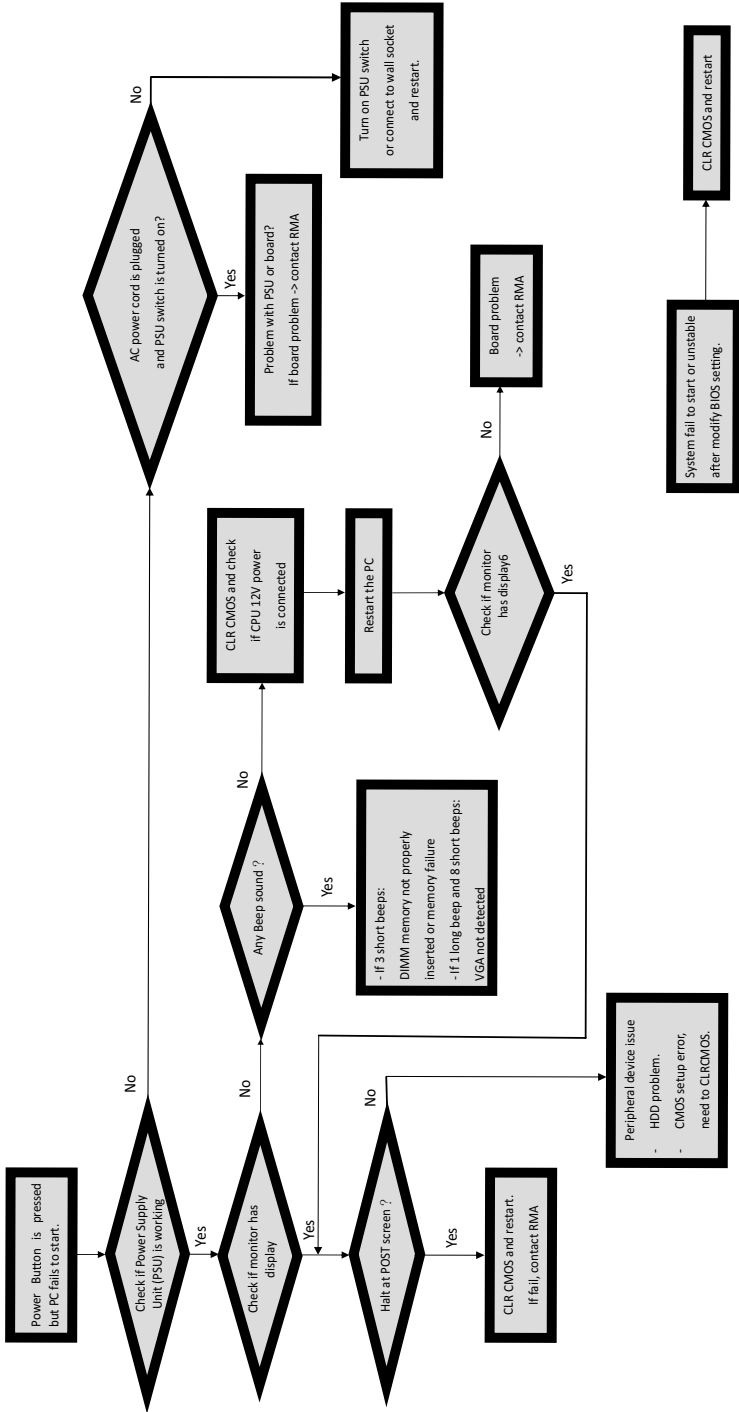 Power Button is pressed
but PC fails to start.
Check if Power Supply
Unit (PSU) is working
No
AC power cord is plugged
and PSU switch is turned on?
No
Turn on PSU switch
or connect to wall socket
and restart.
Yes
Problem with PSU or board?
If board problem -> contact RMA
Yes
Check if monitor has
display
No
Any Beep sound ?
No
CLR CMOS and check
if CPU 12V power
is connected
Restart the PC
Check if monitor
has display6
No
Board problem
-> contact RMA
Yes
Yes
- If 3 short beeps:
DIMM memory not properly
inserted or memory failure
- If 1 long beep and 8 short beeps:
VGA not detected
Yes
Halt at POST screen ?
No
Peripheral device issue
- HDD problem.
- CMOS setup error,
need to CLRCMOS.
Yes
CLR CMOS and restart.
If fail, contact RMA
System fail to start or unstable
after modify BIOS setting.
CLR CMOS and restart